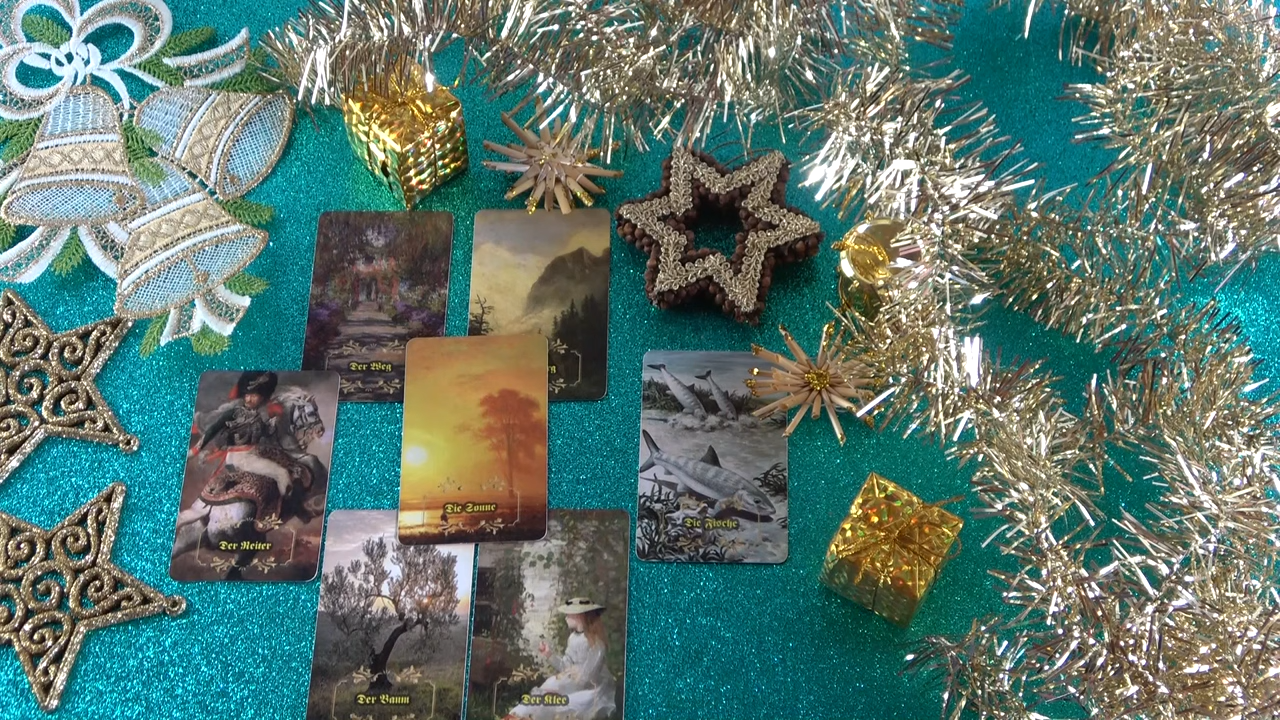 Der Weg
Der Reiter
Die Sonne
Die Fische
Der Baum
Der Klee